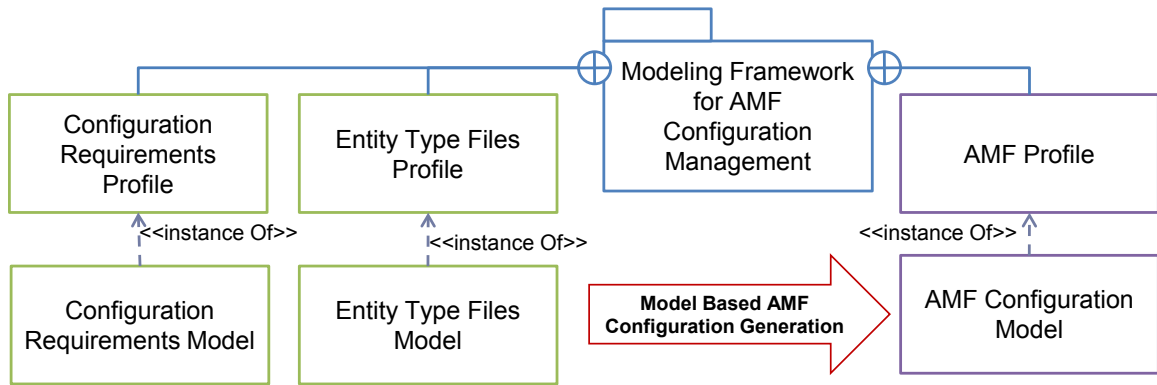 Modeling Framework
for AMF
Configuration
Management
Configuration
Requirements
Profile
Entity Type Files
Profile
AMF Profile
<<instance Of>>
<<instance Of>>
<<instance Of>>
Configuration
Requirements Model
Entity Type Files
Model
Model Based AMF
Configuration Generation
AMF Configuration
Model